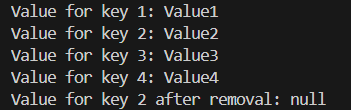 Value for key 1: Value1
Value for key 2: Value2
Value for key 3: Value3
Value for key 4: Value4
Value for key 2 after removal: null